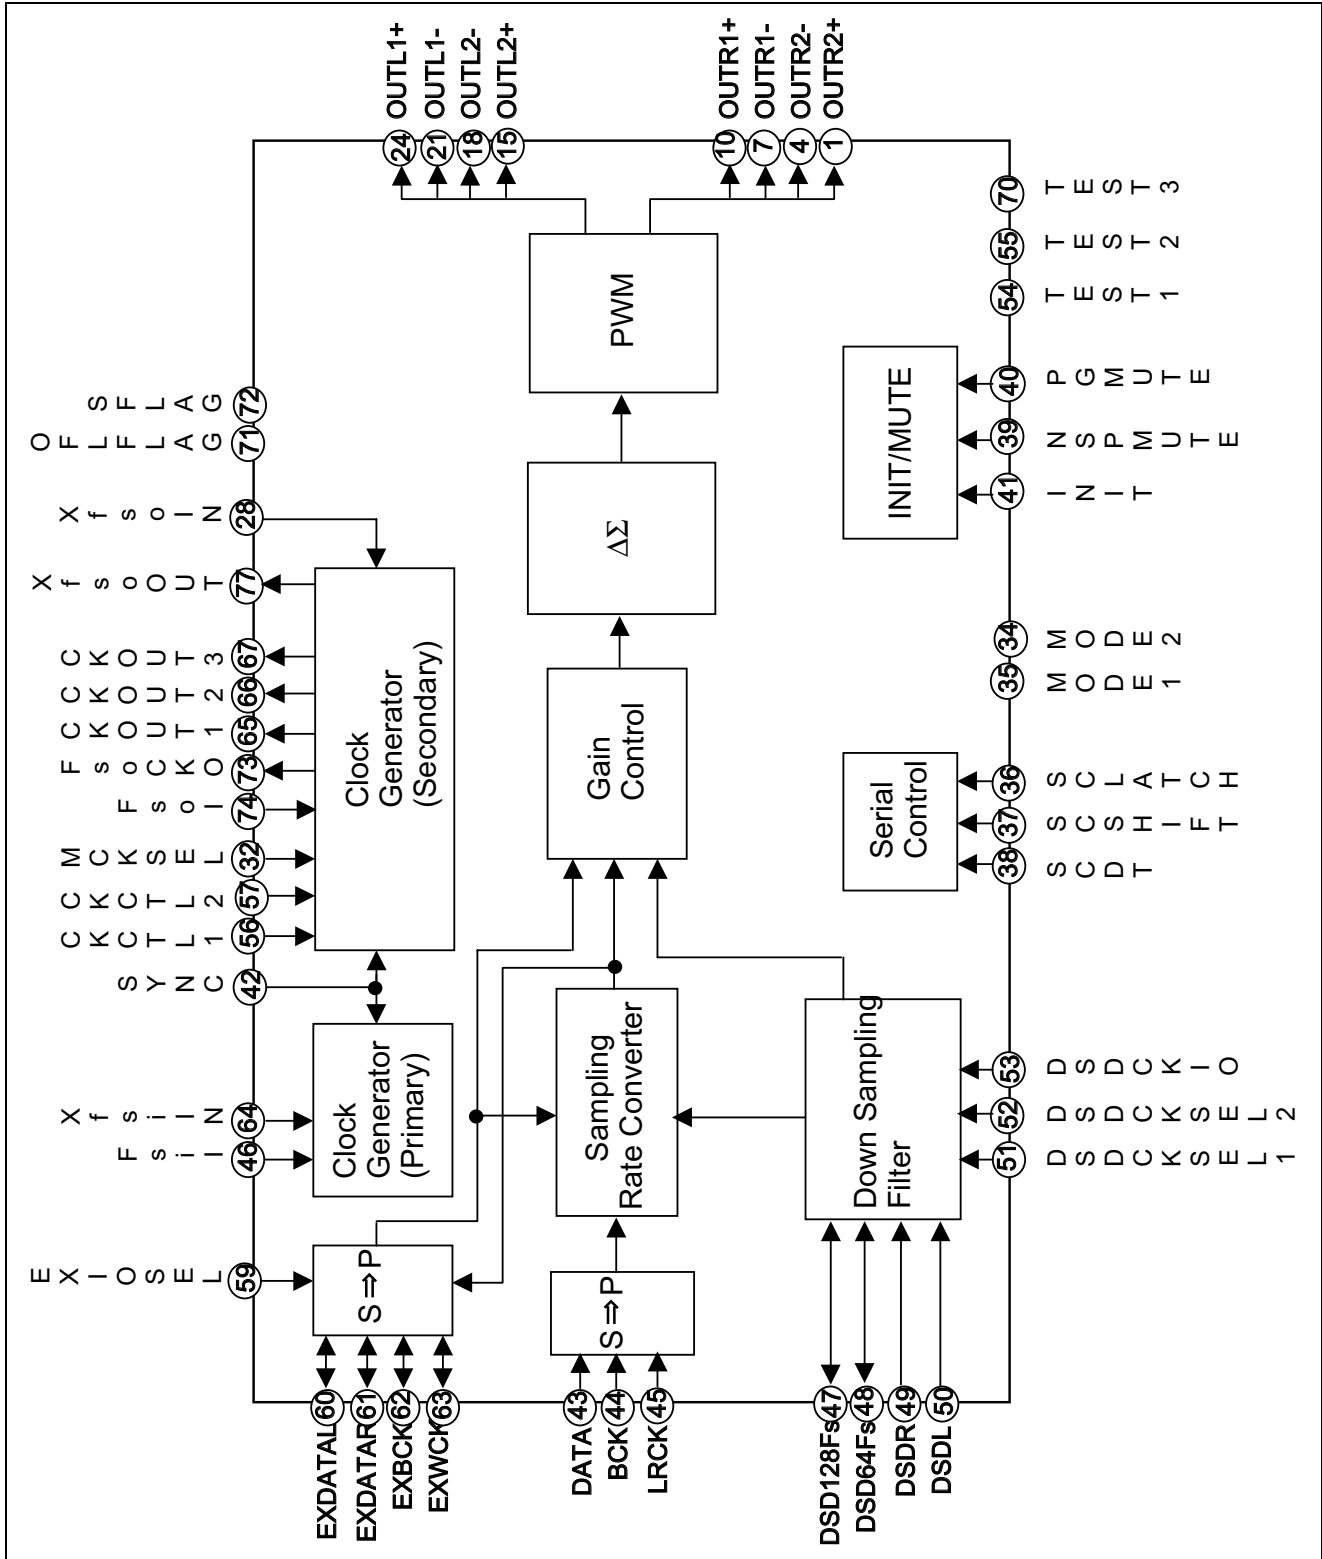 OUTL1+
OUTL1-
OUTL2-
OUTL2+
OUTR1+
OUTR1-
OUTR2-
OUTR2+
24
21
18
15
10
7
4
1
SFLAG
72
OFLFLAG
71
XfsoIN
28
XfsoOUT
77
CKOUT3
67
CKOUT2
66
CKOUT1
65
FsoCKO
73
FsoI
74
MCKSEL
32
CKCTL2
57
CKCTL1
56
SYNC
42
XfsiIN
64
FsiI
46
EXIOSEL
59
Clock
Generator
(Secondary)
Clock
Generator
(Primary)
S⇒P
PWM
ΔΣ
Gain
Control
Sampling
Rate Converter
S⇒P
INIT/MUTE
Serial
Control
Down Sampling
Filter
EXDATAL 60
EXDATAR 61
EXBCK 62
EXWCK 63
DATA 43
BCK 44
LRCK 45
DSD128Fs 47
DSD64Fs 48
DSDR 49
DSDL 50
70
TEST3
55
TEST2
54
TEST1
40
PGMUTE
39
NSPMUTE
41
INIT
34
MODE2
35
MODE1
36
SCLATCH
37
SCSHIFT
38
SCDT
53
DSDCKIO
52
DSDCKSEL2
51
DSDCKSEL1